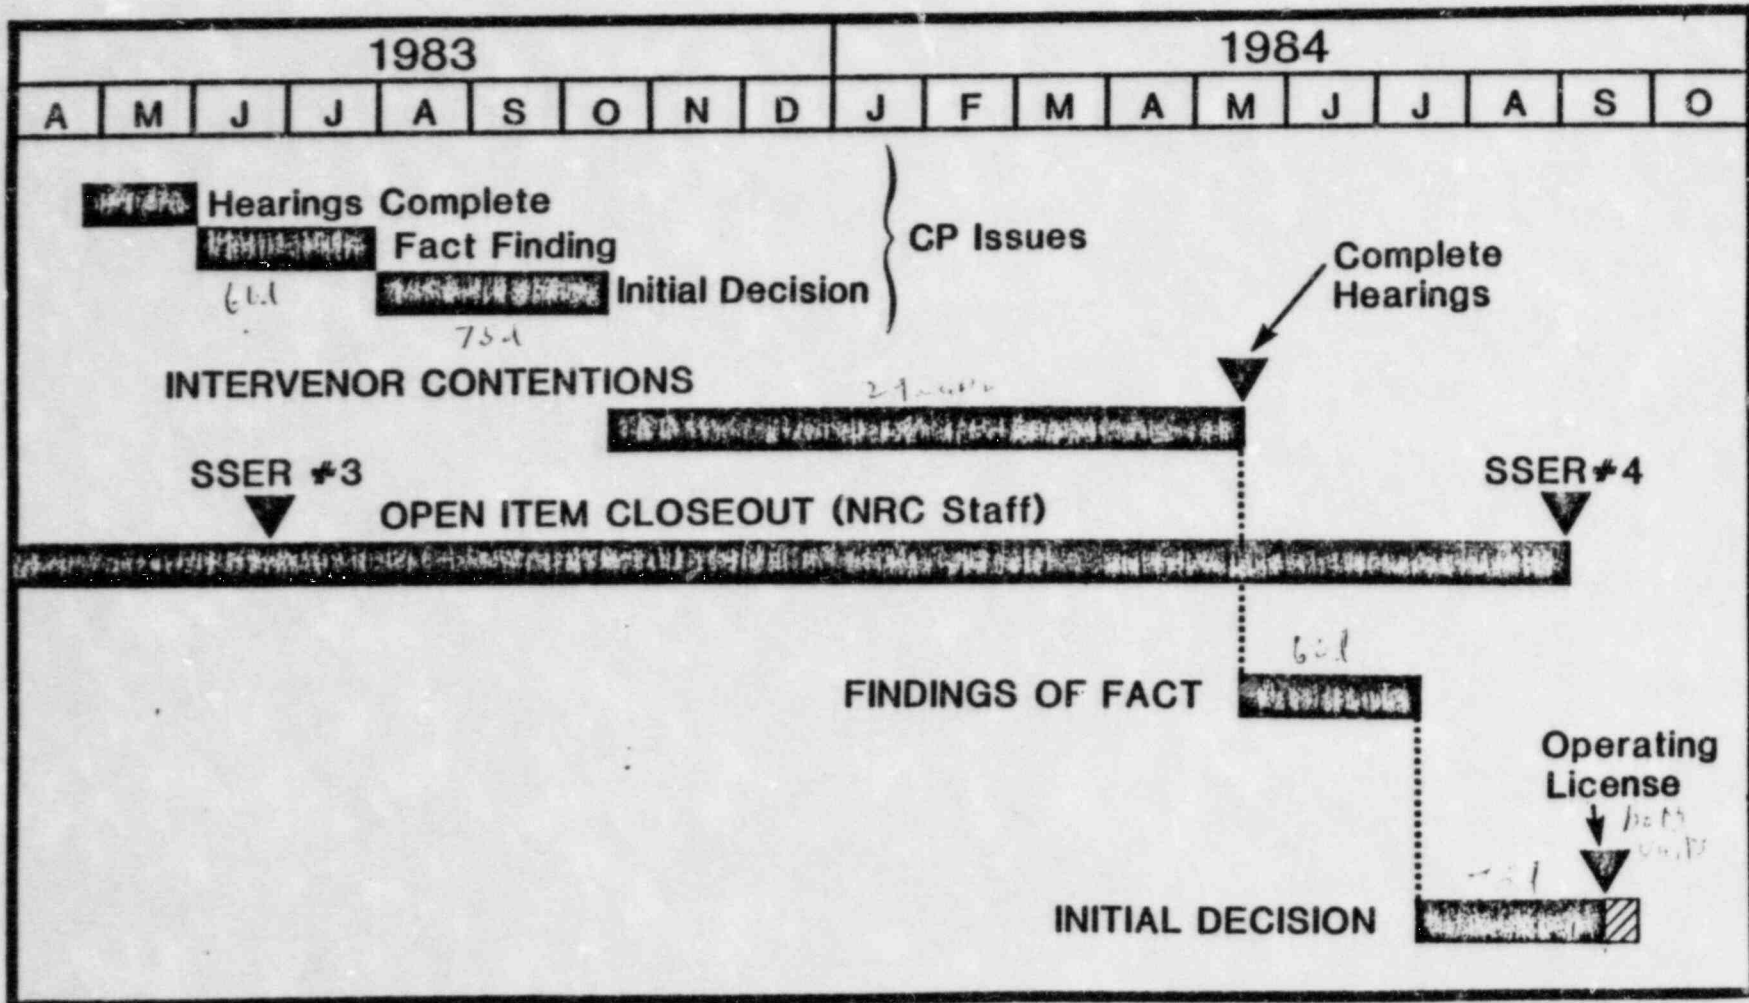 1983 1984
A M J J A S O N D J F M A M J J A S O
Hearings Complete
Fact Finding
Initial Decision
CP Issues
Complete
Hearings
INTERVENOR CONTENTIONS
SSER #3
SSER #4
OPEN ITEM CLOSEOUT (NRC Staff)
FINDINGS OF FACT
Operating
License
INITIAL DECISION